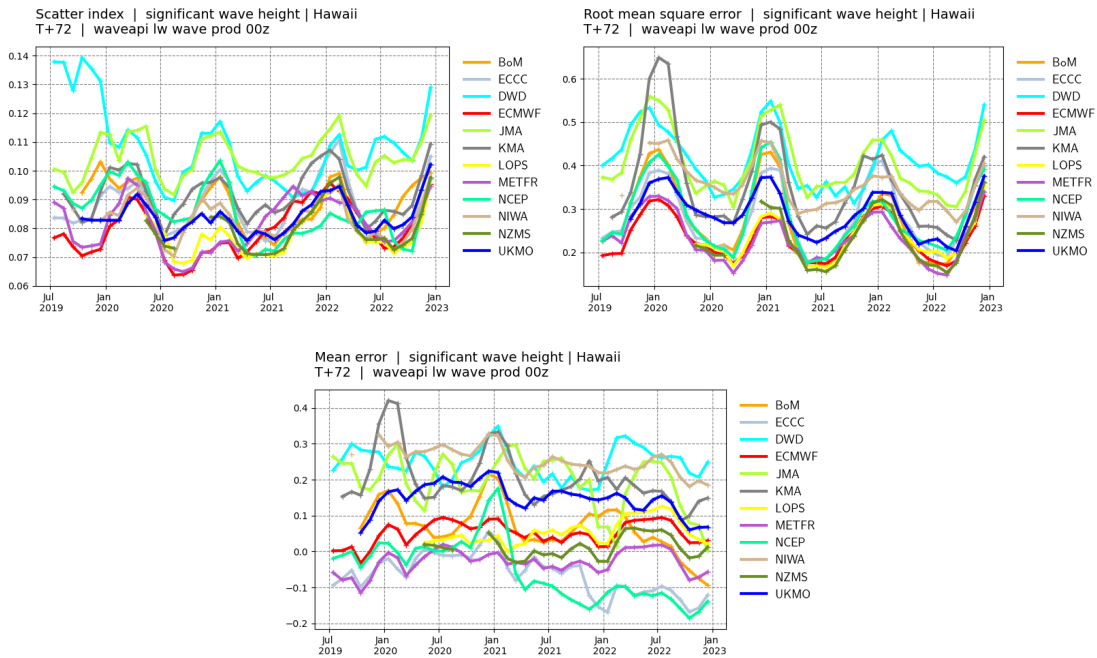 Scatter index | significant wave height | Hawaii
T+72 | waveapi lw wave prod 00z
0.14
0.13
0.12
0.11
0.10
0.09
0.08
0.07
0.06
Jul 2019
Jan 2020
Jul 2020
Jan 2021
Jul 2021
Jan 2022
Jul 2022
Jan 2023
BoM
ECCC
DWD
ECMWF
JMA
KMA
LOPS
METFR
NCEP
NIWA
NZMS
UKMO
Root mean square error | significant wave height | Hawaii
T+72 | waveapi lw wave prod 00z
0.6
0.5
0.4
0.3
0.2
Jul 2019
Jan 2020
Jul 2020
Jan 2021
Jul 2021
Jan 2022
Jul 2022
Jan 2023
BoM
ECCC
DWD
ECMWF
JMA
KMA
LOPS
METFR
NCEP
NIWA
NZMS
UKMO
Mean error | significant wave height | Hawaii
T+72 | waveapi lw wave prod 00z
0.4
0.3
0.2
0.1
0.0
−0.1
−0.2
Jul 2019
Jan 2020
Jul 2020
Jan 2021
Jul 2021
Jan 2022
Jul 2022
Jan 2023
BoM
ECCC
DWD
ECMWF
JMA
KMA
LOPS
METFR
NCEP
NIWA
NZMS
UKMO